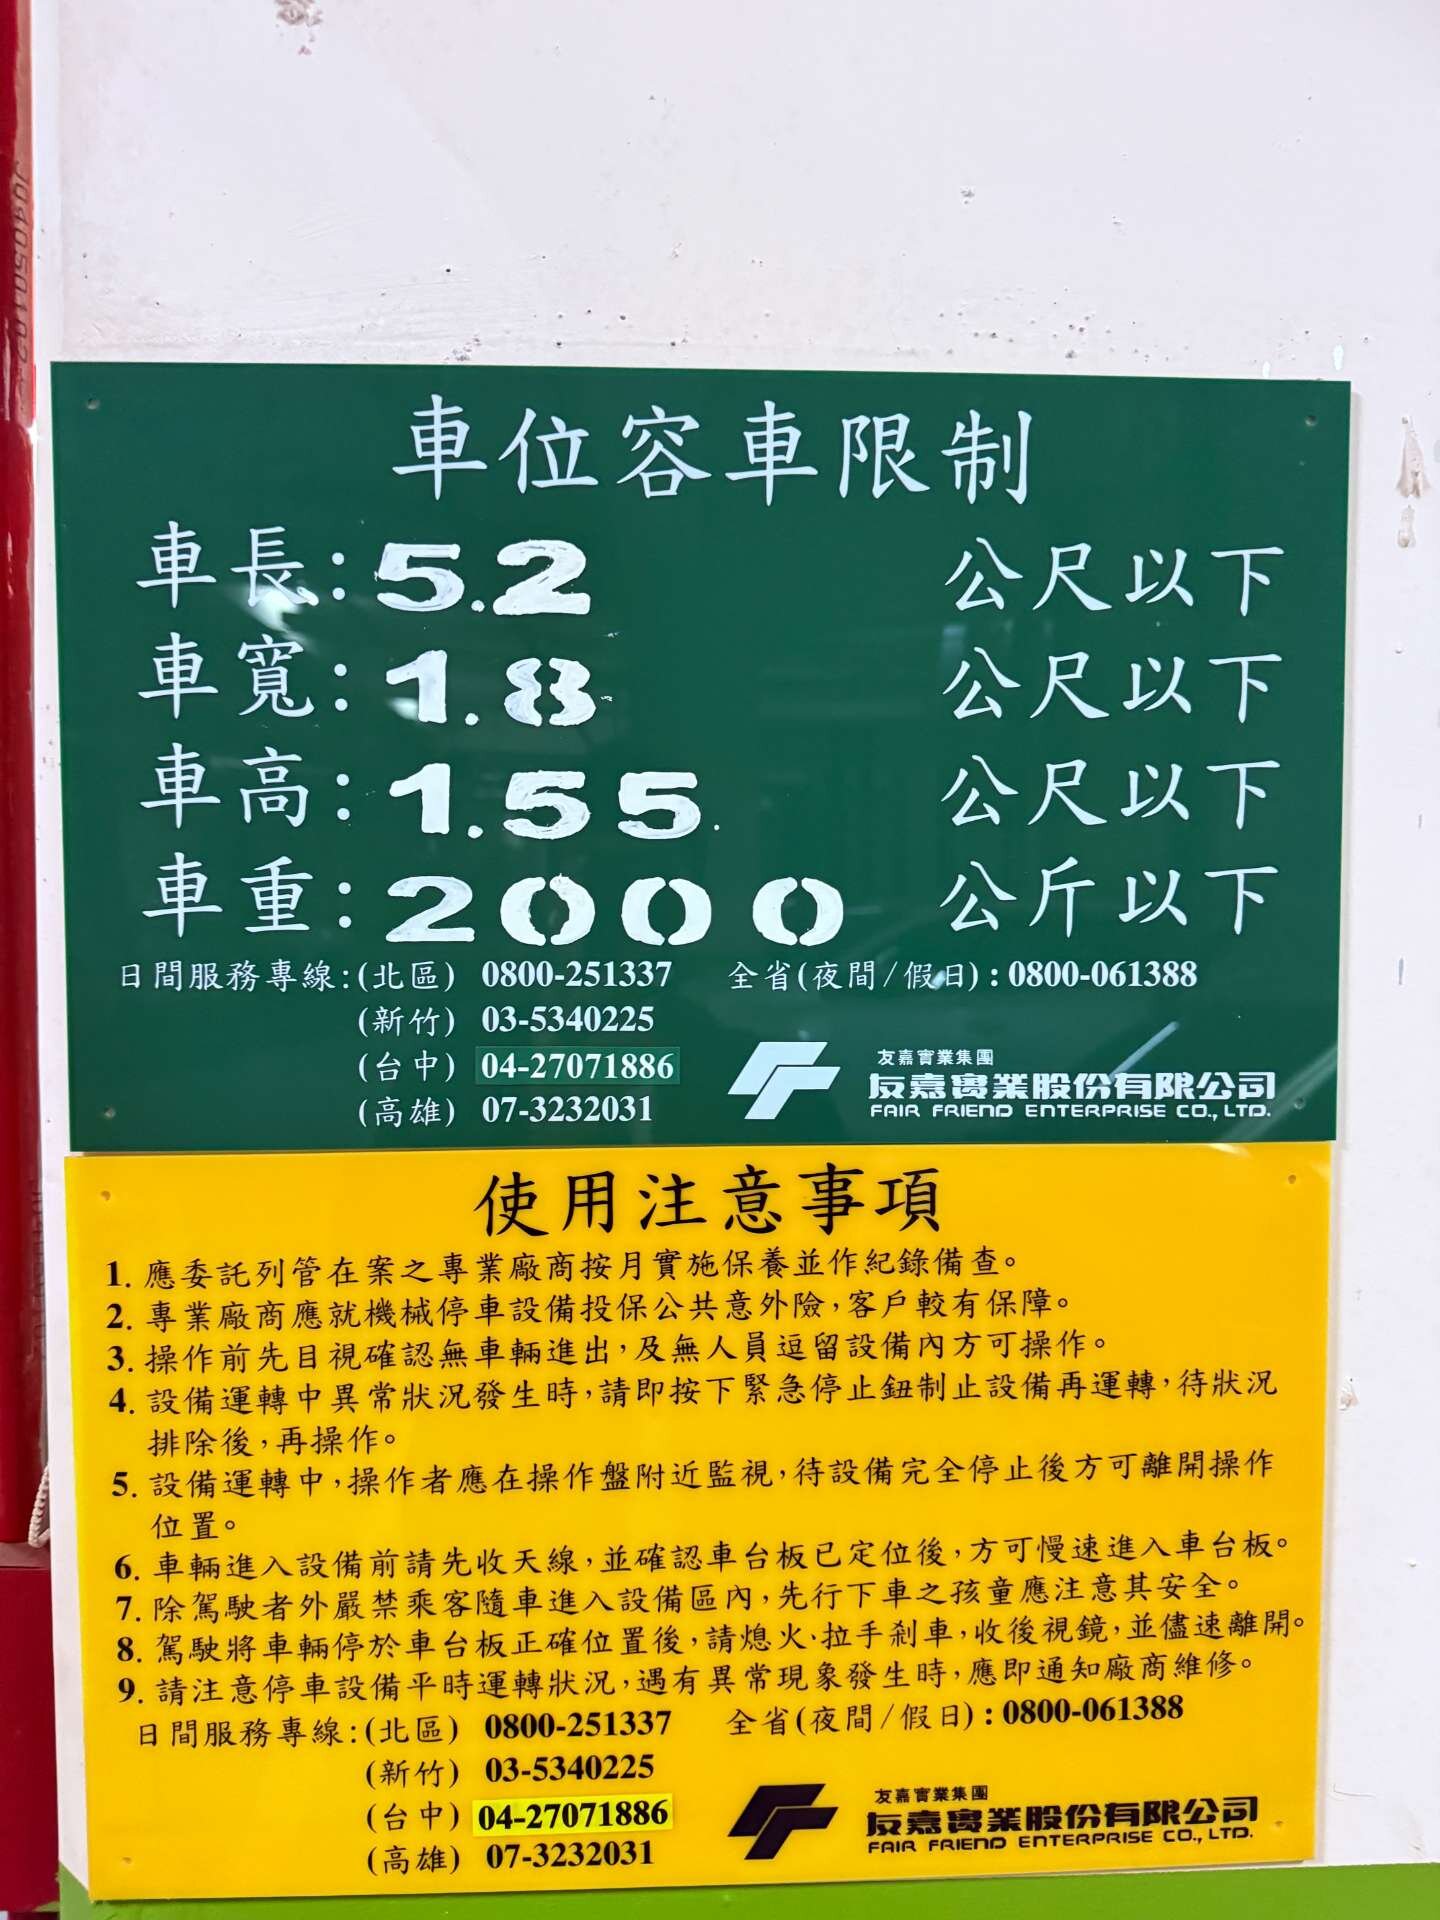 車位容車限制
車長:5.2 公尺以下
車寬:1.8 公尺以下
車高:1.55 公尺以下
車重:2000 公斤以下
日間服務專線:(北區) 0800-251337 全省(夜間/假日):0800-061388
(新竹) 03-5340225
(台中) 04-27071886
(高雄) 07-3232031
友嘉實業集團
友嘉實業股份有限公司
FAIR FRIEND ENTERPRISE CO., LTD.
使用注意事項
1. 應委託列管在案之專業廠商按月實施保養並作紀錄備查。
2. 專業廠商應就機械停車設備投保公共意外險,客戶較有保障。
3. 操作前先目視確認無車輛進出,及無人員逗留設備內方可操作。
4. 設備運轉中異常狀況發生時,請即按下緊急停止鈕制止設備再運轉,待狀況
排除後,再操作。
5. 設備運轉中,操作者應在操作盤附近監視,待設備完全停止後方可離開操作
位置。
6. 車輛進入設備前請先收天線,並確認車台板已定位後,方可慢速進入車台板。
7. 除駕駛者外嚴禁乘客隨車進入設備區內,先行下車之孩童應注意其安全。
8. 駕駛將車輛停於車台板正確位置後,請熄火、拉手剎車,收後視鏡,並儘速離開。
9. 請注意停車設備平時運轉狀況,遇有異常現象發生時,應即通知廠商維修。
日間服務專線:(北區) 0800-251337 全省(夜間/假日):0800-061388
(新竹) 03-5340225
(台中) 04-27071886
(高雄) 07-3232031
友嘉實業集團
友嘉實業股份有限公司
FAIR FRIEND ENTERPRISE CO., LTD.